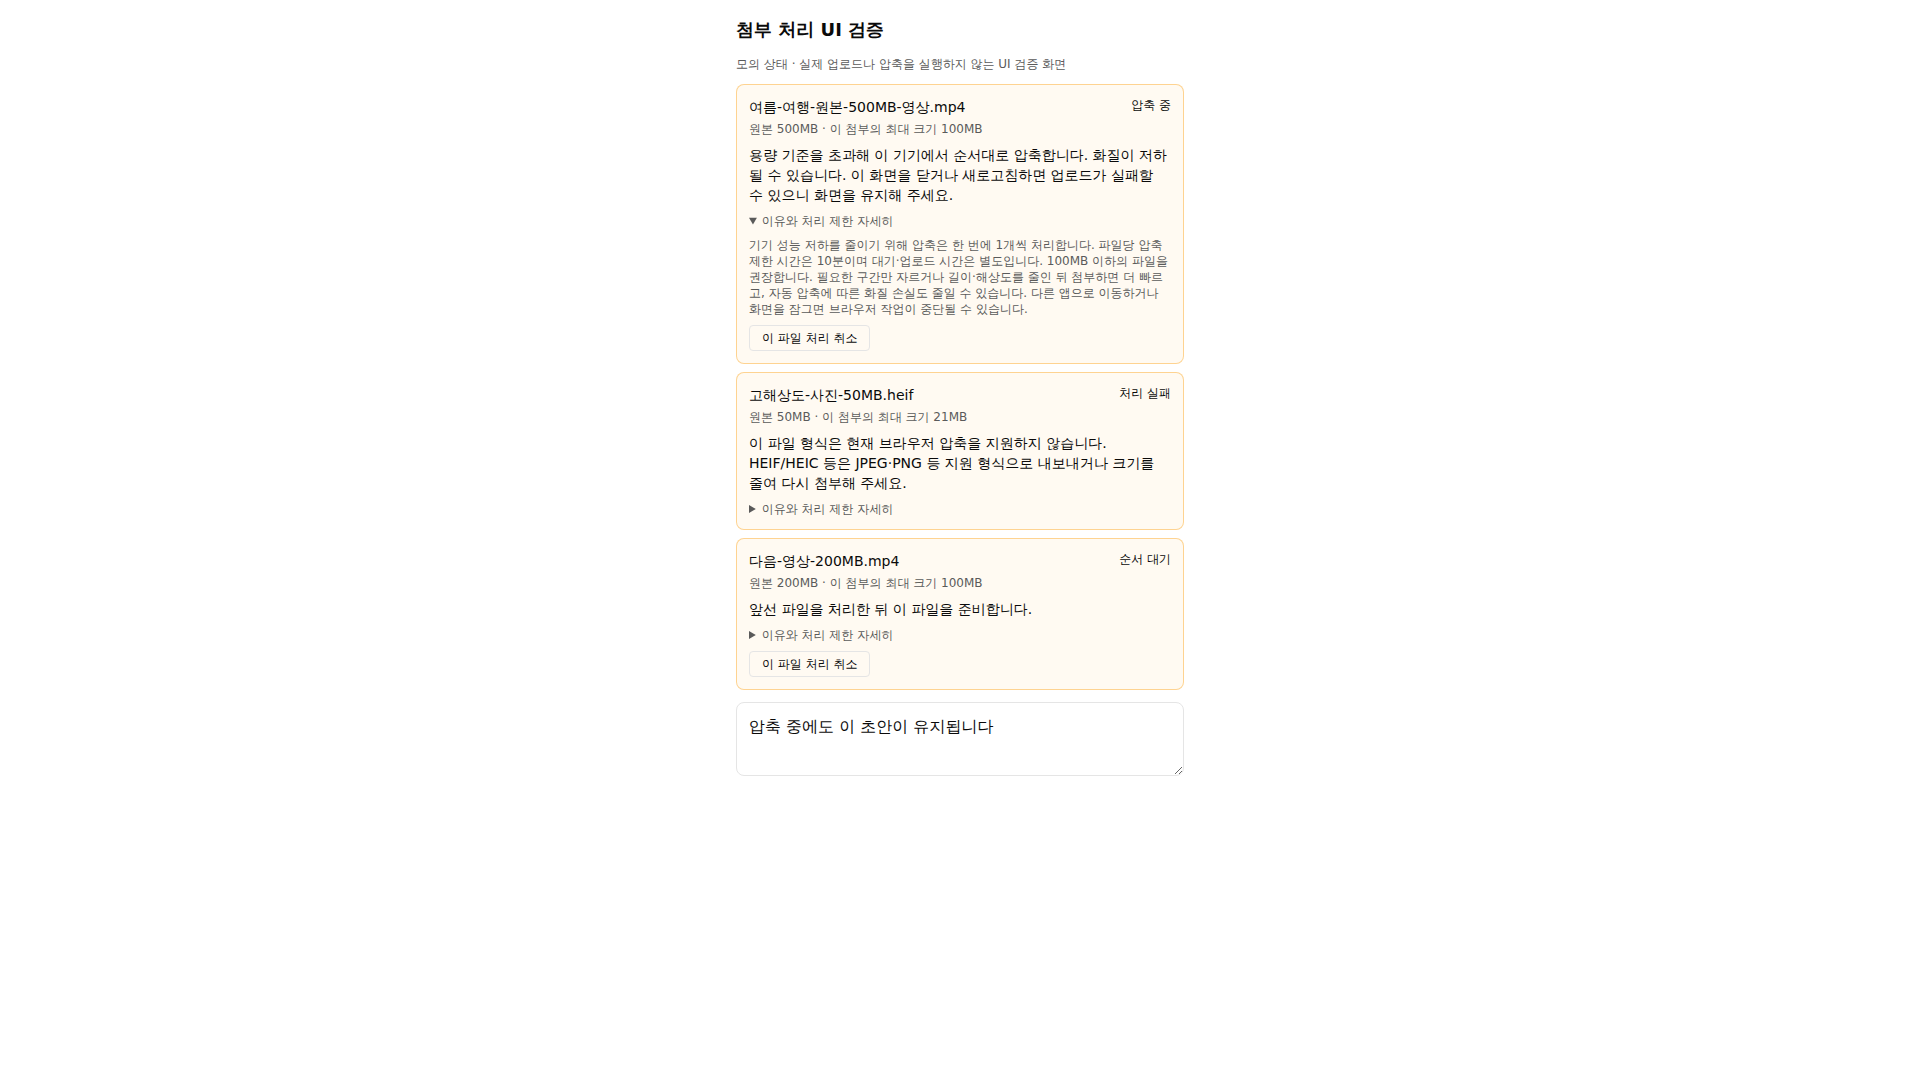 첨부 처리 UI 검증
모의 상태 · 실제 업로드나 압축을 실행하지 않는 UI 검증 화면
여름-여행-원본-500MB-영상.mp4
압축 중
원본 500MB · 이 첨부의 최대 크기 100MB
용량 기준을 초과해 이 기기에서 순서대로 압축합니다. 화질이 저하
될 수 있습니다. 이 화면을 닫거나 새로고침하면 업로드가 실패할
수 있으니 화면을 유지해 주세요.
▼ 이유와 처리 제한 자세히
기기 성능 저하를 줄이기 위해 압축은 한 번에 1개씩 처리합니다. 파일당 압축
제한 시간은 10분이며 대기·업로드 시간은 별도입니다. 100MB 이하의 파일을
권장합니다. 필요한 구간만 자르거나 길이·해상도를 줄인 뒤 첨부하면 더 빠르
고, 자동 압축에 따른 화질 손실도 줄일 수 있습니다. 다른 앱으로 이동하거나
화면을 잠그면 브라우저 작업이 중단될 수 있습니다.
이 파일 처리 취소
고해상도-사진-50MB.heif
처리 실패
원본 50MB · 이 첨부의 최대 크기 21MB
이 파일 형식은 현재 브라우저 압축을 지원하지 않습니다.
HEIF/HEIC 등은 JPEG·PNG 등 지원 형식으로 내보내거나 크기를
줄여 다시 첨부해 주세요.
▶ 이유와 처리 제한 자세히
다음-영상-200MB.mp4
순서 대기
원본 200MB · 이 첨부의 최대 크기 100MB
앞선 파일을 처리한 뒤 이 파일을 준비합니다.
▶ 이유와 처리 제한 자세히
이 파일 처리 취소
압축 중에도 이 초안이 유지됩니다